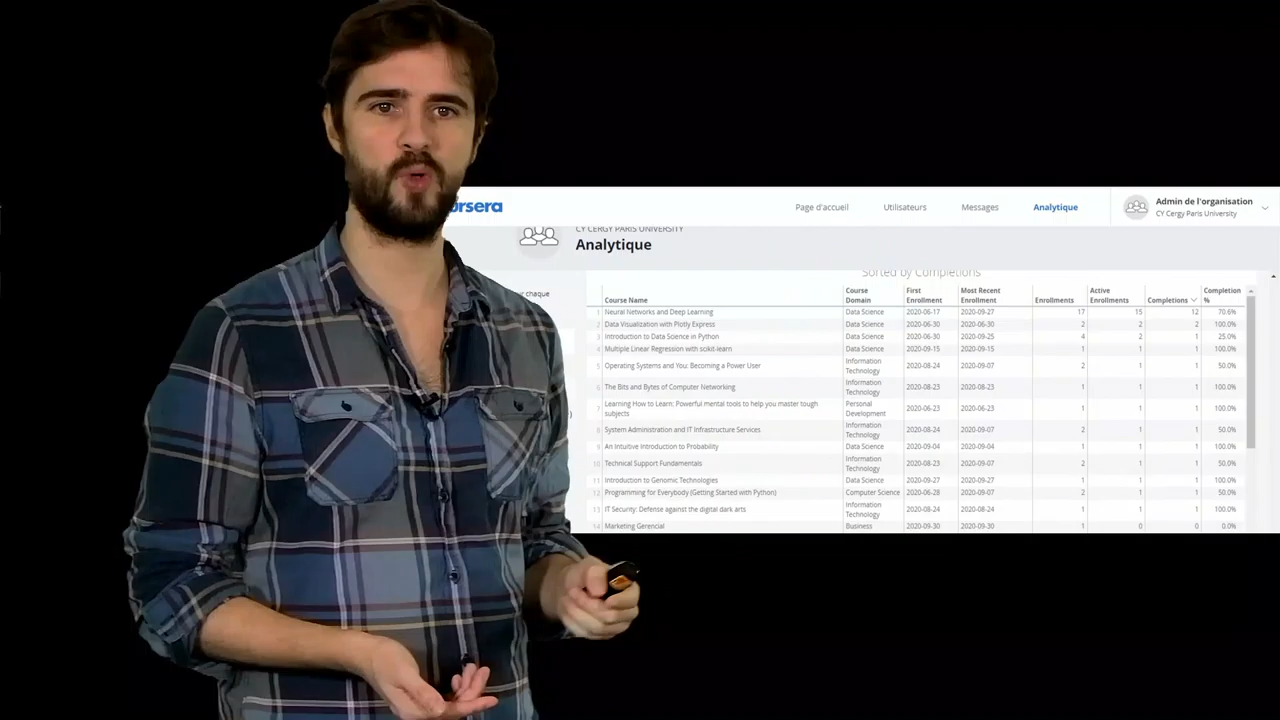 ursera
Page d'accueil
Utilisateurs
Messages
Analytique
Admin de l'organisation
CY Cergy Paris University
CY CERGY PARIS UNIVERSITY
Analytique
Sorted by Completions
chaque
Course Name Course Domain First Enrollment Most Recent Enrollment Enrollments Active Enrollments Completions Completion %
1 Neural Networks and Deep Learning Data Science 2020-06-17 2020-09-27 17 15 12 70.6%
2 Data Visualization with Plotly Express Data Science 2020-06-30 2020-06-30 2 2 2 100.0%
3 Introduction to Data Science in Python Data Science 2020-06-30 2020-09-25 4 2 1 25.0%
4 Multiple Linear Regression with scikit-learn Data Science 2020-09-15 2020-09-15 1 1 1 100.0%
5 Operating Systems and You: Becoming a Power User Information Technology 2020-08-24 2020-09-07 2 1 1 50.0%
6 The Bits and Bytes of Computer Networking Information Technology 2020-08-23 2020-08-23 1 1 1 100.0%
7 Learning How to Learn: Powerful mental tools to help you master tough subjects Personal Development 2020-06-23 2020-06-23 1 1 1 100.0%
8 System Administration and IT Infrastructure Services Information Technology 2020-08-24 2020-09-07 2 1 1 50.0%
9 An Intuitive Introduction to Probability Data Science 2020-09-04 2020-09-04 1 1 1 100.0%
10 Technical Support Fundamentals Information Technology 2020-08-23 2020-09-07 2 1 1 50.0%
11 Introduction to Genomic Technologies Data Science 2020-09-27 2020-09-27 1 1 1 100.0%
12 Programming for Everybody (Getting Started with Python) Computer Science 2020-06-28 2020-09-07 2 1 1 50.0%
13 IT Security: Defense against the digital dark arts Information Technology 2020-08-24 2020-08-24 1 1 1 100.0%
14 Marketing Gerencial Business 2020-09-30 2020-09-30 1 0 0 0.0%